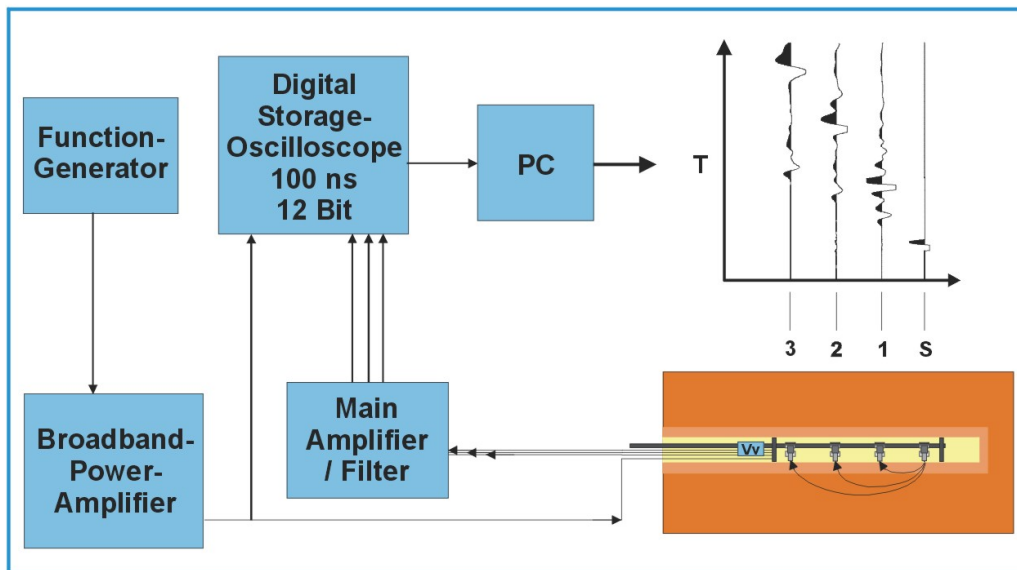 Function-
Generator
Digital
Storage-
Oscilloscope
100 ns
12 Bit
PC
T
3 2 1 S
Broadband-
Power-
Amplifier
Main
Amplifier
/ Filter
Vv